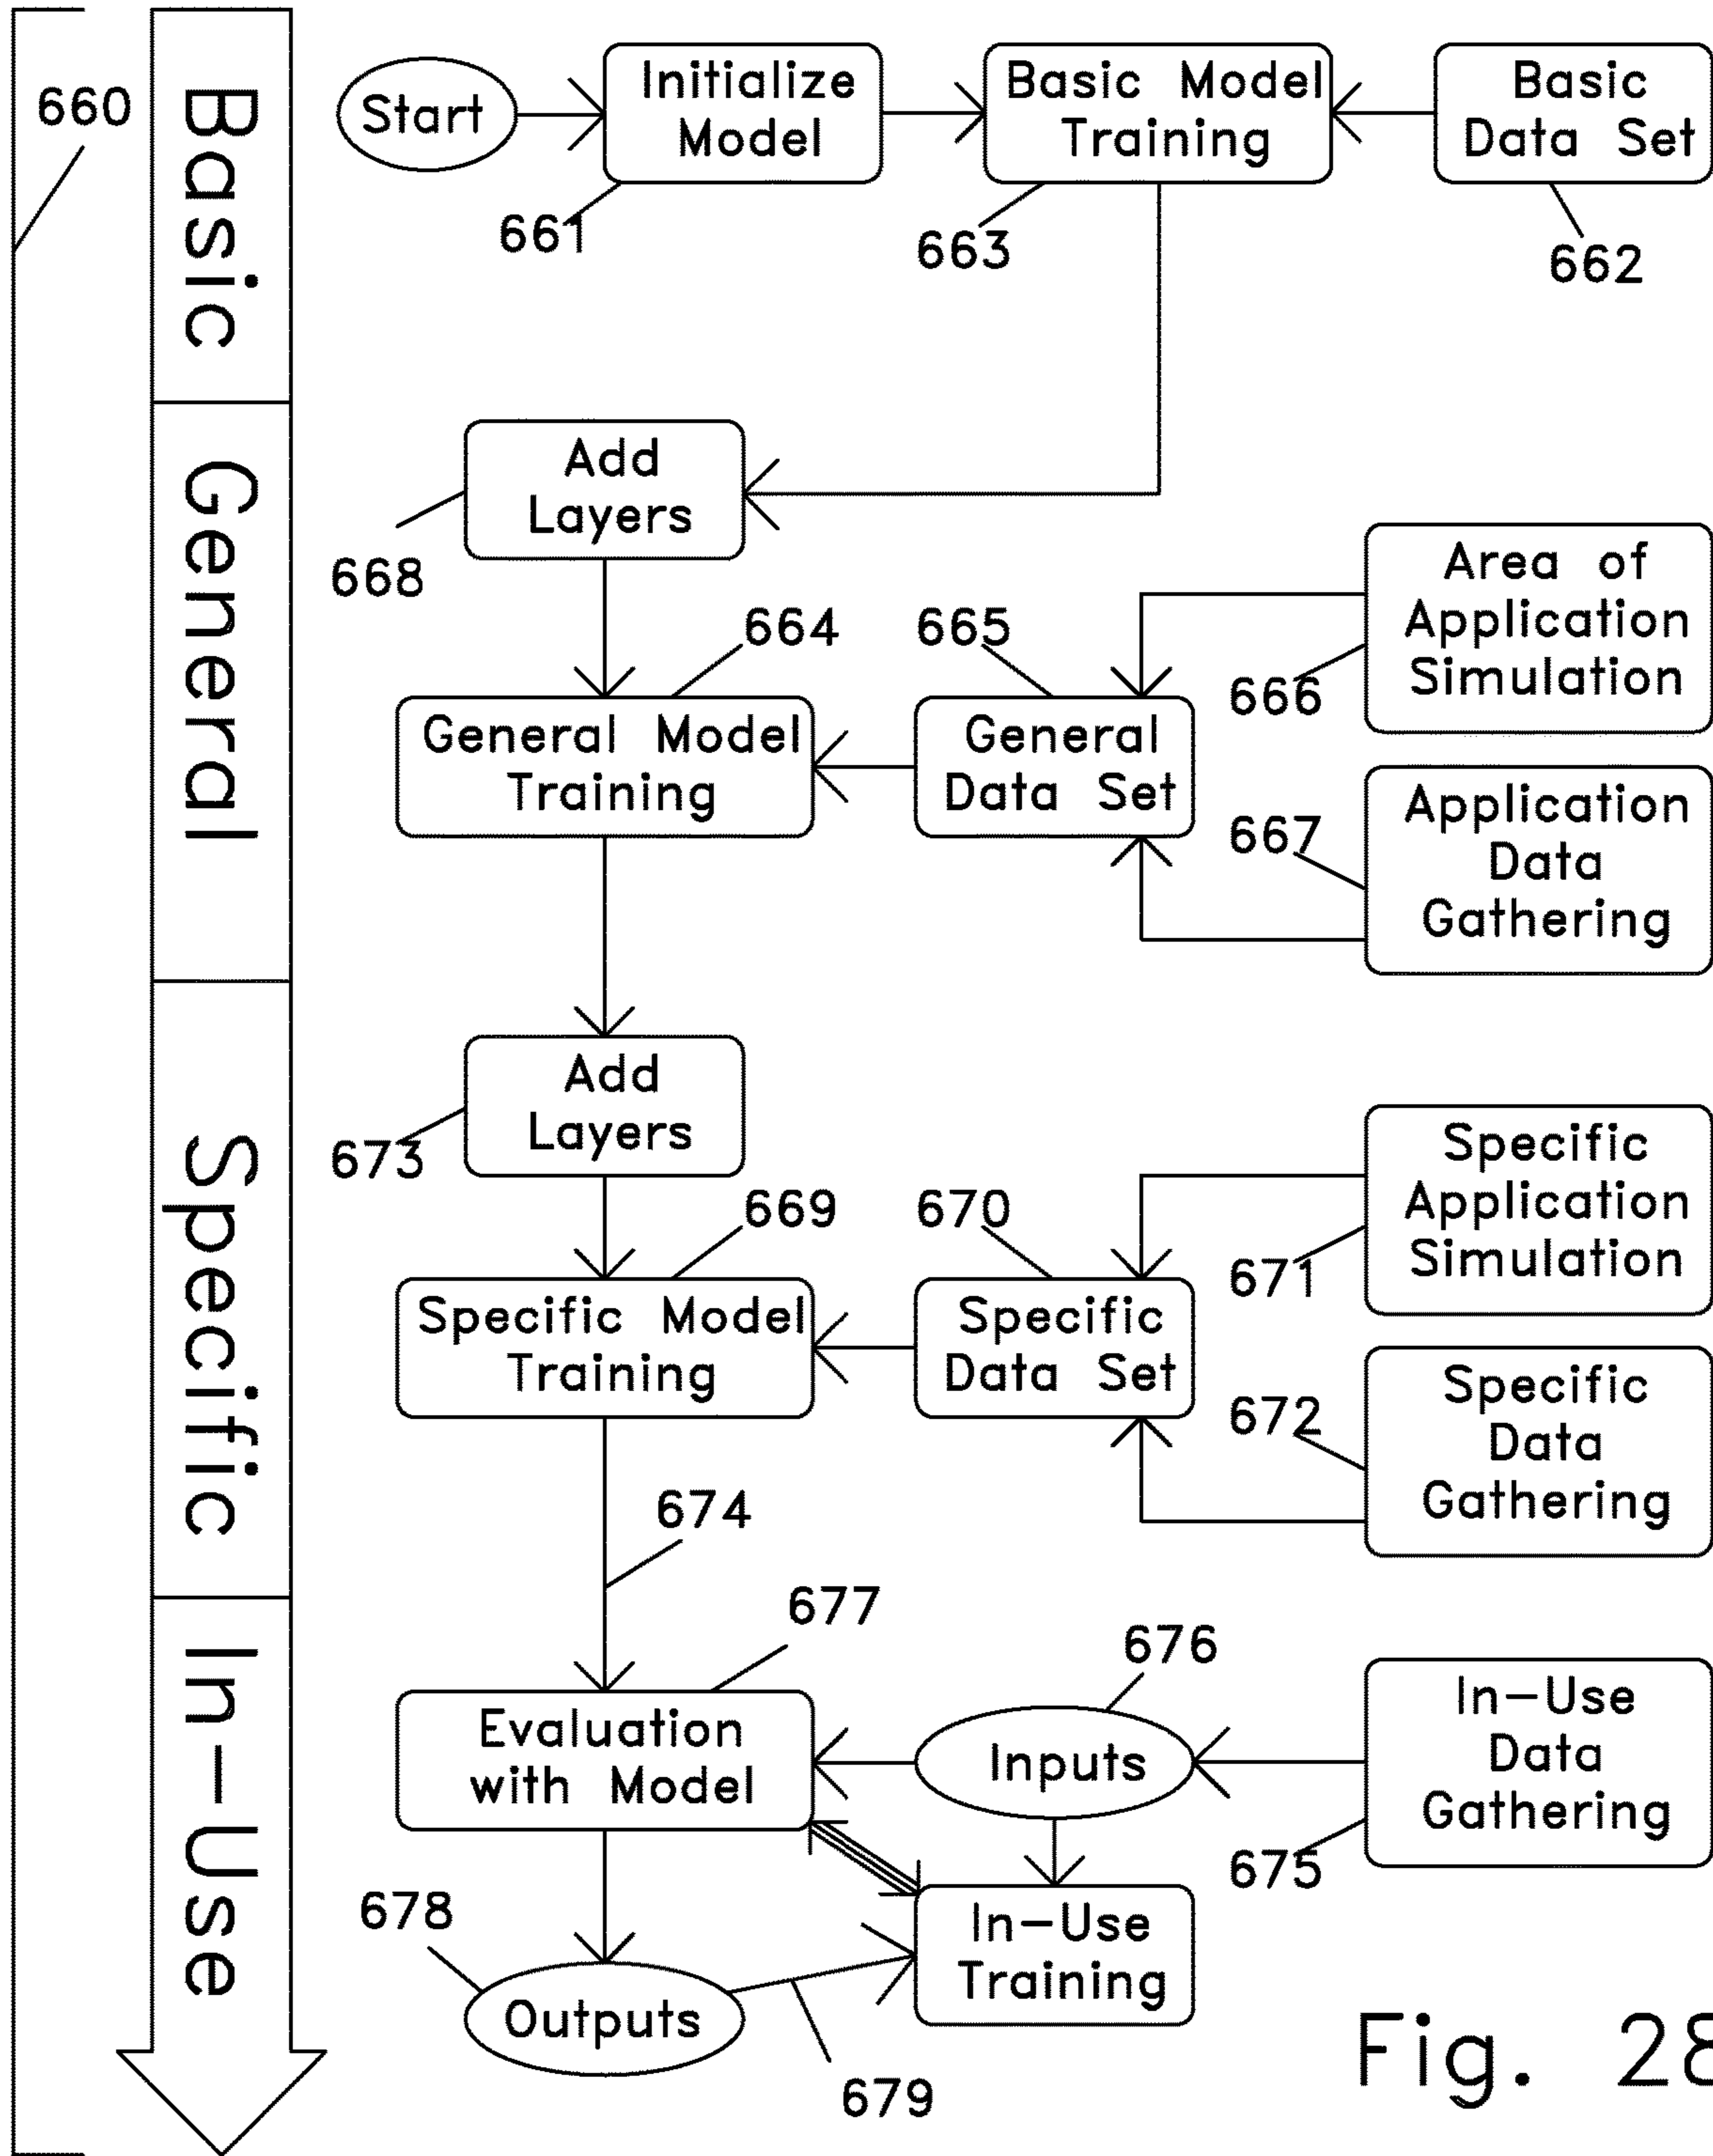 660
Basic
General
Specific
In-Use
Start
Initialize
Model
661
Basic Model
Training
663
Basic
Data Set
662
Add
Layers
668
General Model
Training
664
General
Data Set
665
Area of
Application
Simulation
666
Application
Data
Gathering
667
Add
Layers
673
Specific Model
Training
669
Specific
Data Set
670
Specific
Application
Simulation
671
Specific
Data
Gathering
672
674
Evaluation
with Model
677
Inputs
676
In-Use
Data
Gathering
675
In-Use
Training
Outputs
678
679
Fig. 28